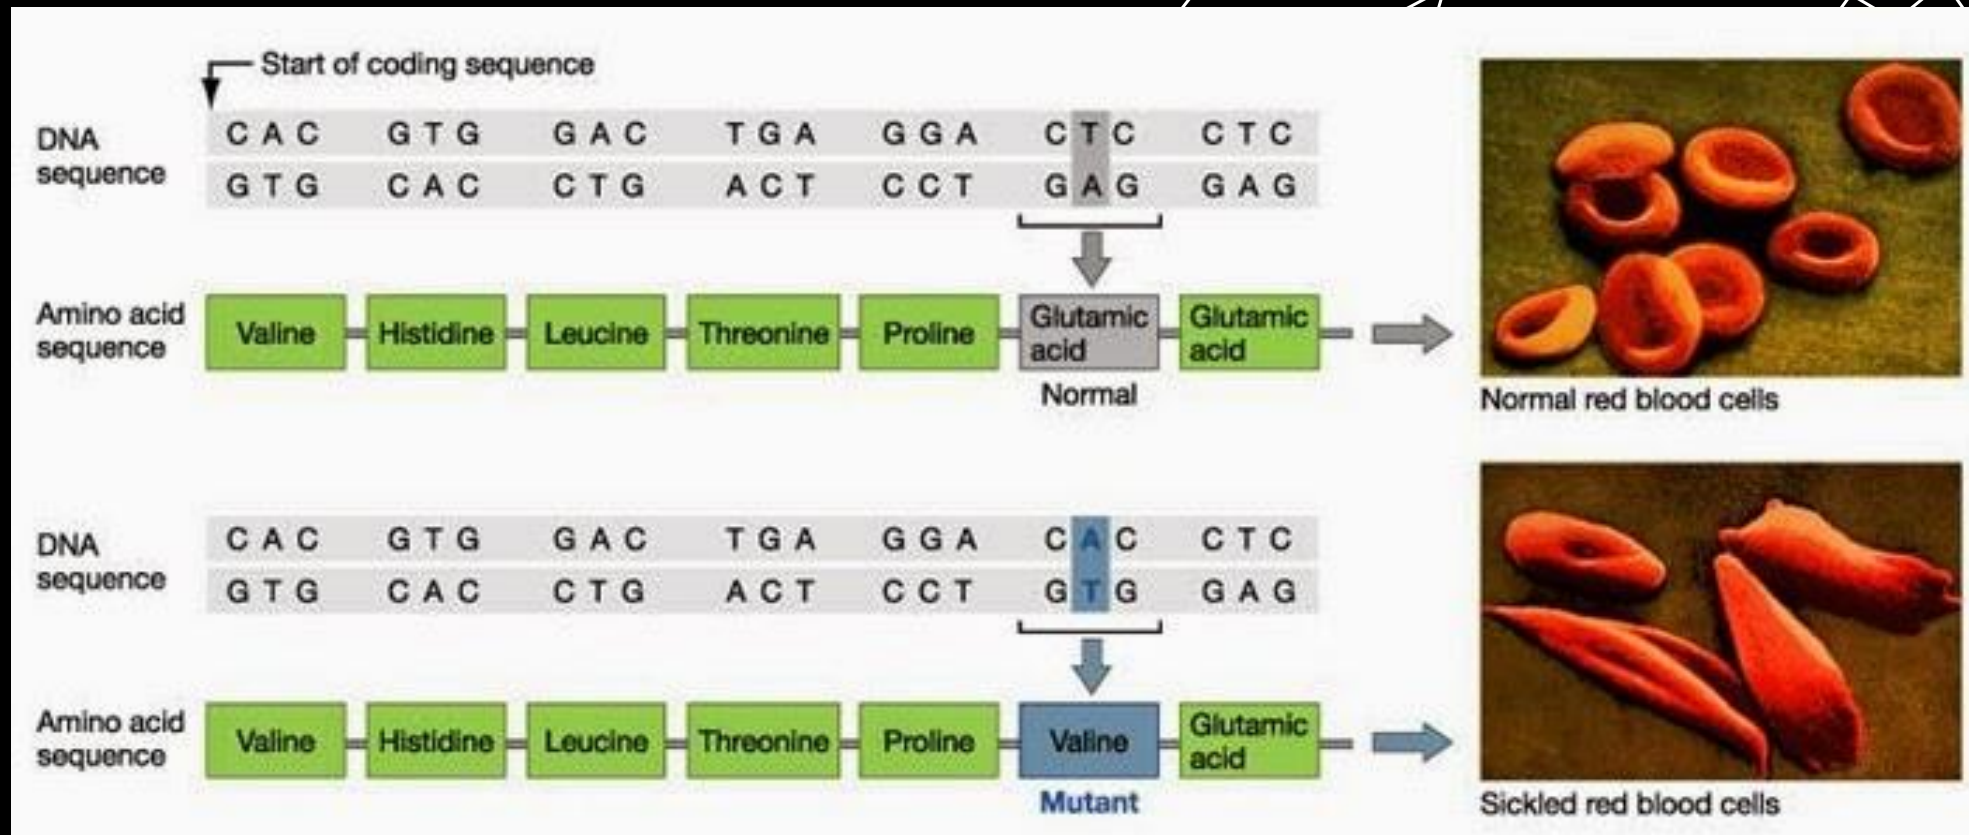 Start of coding sequence
DNA
sequence
C A C G T G G A C T G A G G A C T C C T C
G T G C A C C T G A C T C C T G A G G A G
Amino acid
sequence
Valine Histidine Leucine Threonine Proline Glutamic
acid Glutamic
acid
Normal
Normal red blood cells
DNA
sequence
C A C G T G G A C T G A G G A C A C C T C
G T G C A C C T G A C T C C T G T G G A G
Amino acid
sequence
Valine Histidine Leucine Threonine Proline Valine Glutamic
acid
Mutant
Sickled red blood cells